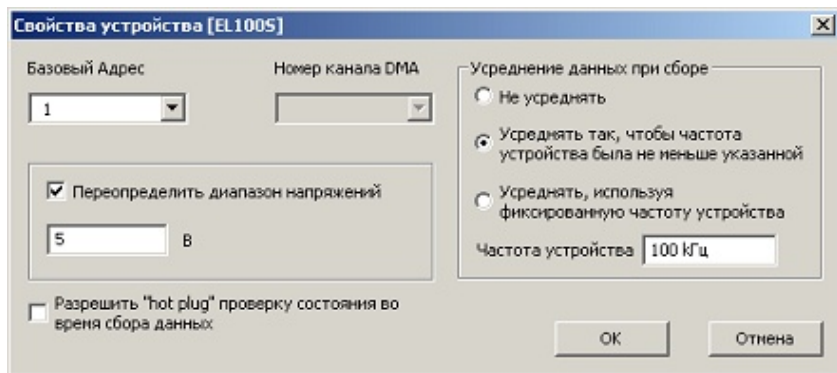 Свойства устройства [EL100S]
Базовый Адрес
Номер канала DMA
1
Переопределить диапазон напряжений
5 В
Разрешить "hot plug" проверку состояния во
время сбора данных
Усреднение данных при сборе
Не усреднять
Усреднять так, чтобы частота
устройства была не меньше указанной
Усреднять, используя
фиксированную частоту устройства
Частота устройства 100 kГц
OK
Отмена